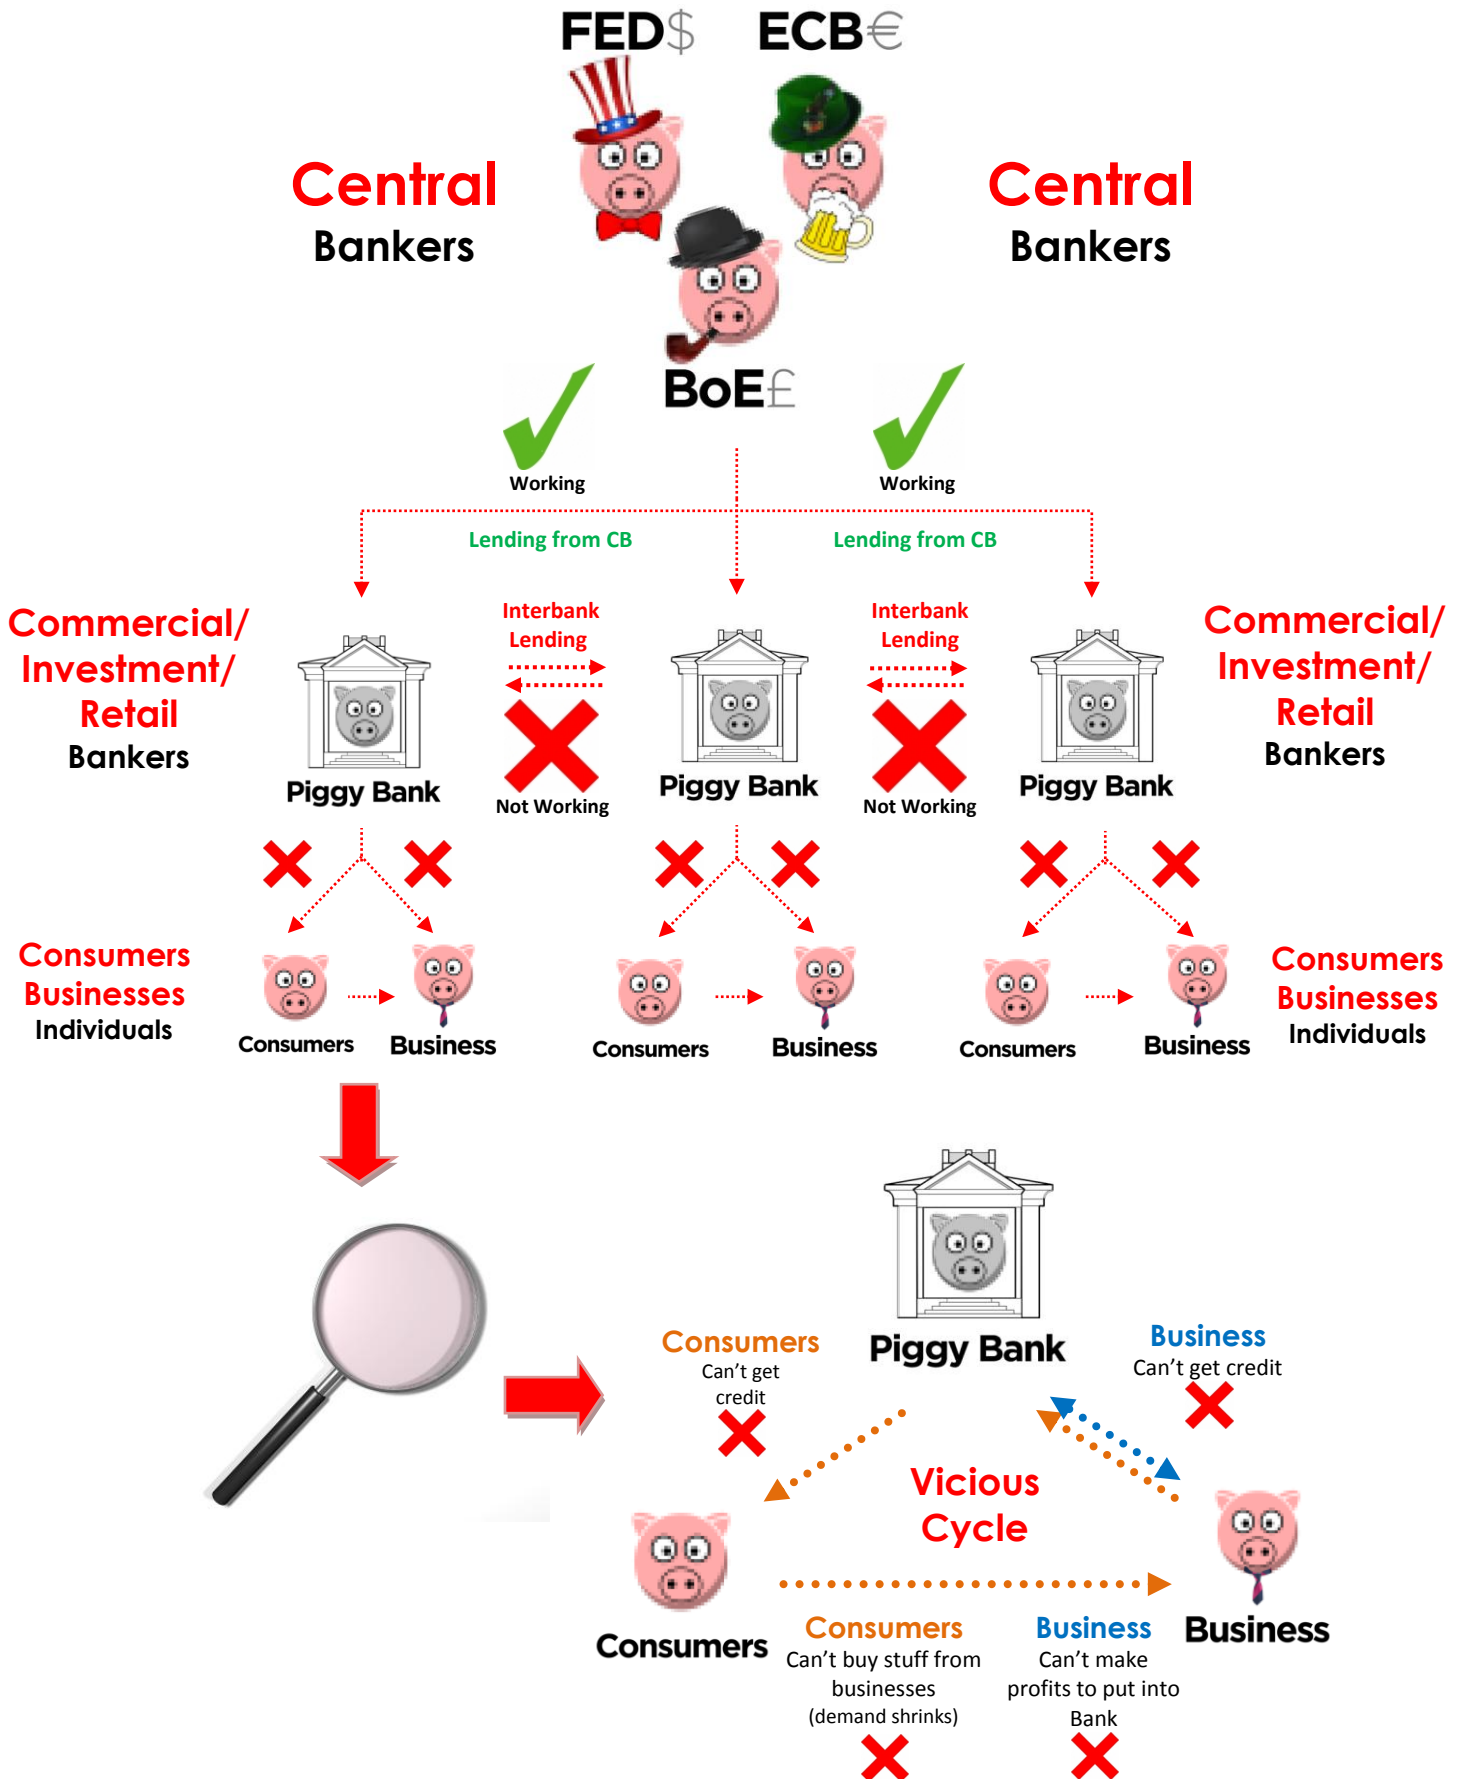 FED$
ECB€
Central
Bankers
Central
Bankers
BoE£
Working
Working
Lending from CB
Lending from CB
Commercial/
Investment/
Retail
Bankers
Interbank
Lending
Interbank
Lending
Commercial/
Investment/
Retail
Bankers
Piggy Bank
Not Working
Piggy Bank
Not Working
Piggy Bank
Consumers
Businesses
Individuals
Consumers
Business
Consumers
Business
Consumers
Business
Consumers
Businesses
Individuals
Piggy Bank
Consumers
Can't get
credit
Business
Can't get credit
Vicious
Cycle
Consumers
Consumers
Can't buy stuff from
businesses
(demand shrinks)
Business
Can't make
profits to put into
Bank
Business